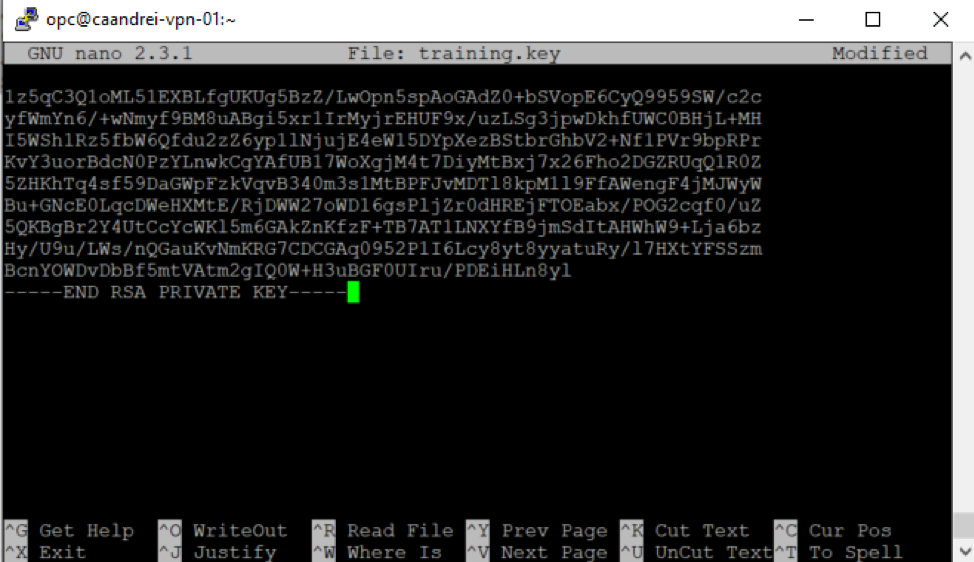 opc@caandrei-vpn-01:~
GNU nano 2.3.1 File: training.key Modified
1z5qC3QloML51EXBLfgUKUg5BzZ/LwOpn5spAoGAdZ0+bSVopE6CyQ9959SW/c2c
yfWmYn6/+wNmyf9BM8uABgi5xr1IrMyjrEHUF9x/uzLSg3jpwDkhfUWC0BHjL+MH
I5WSh1Rz5fbW6Qfdu2zZ6ypllNjujE4eW15DYpXezBStbrGhbV2+Nf1PVr9bpRPr
KvY3uorBdcN0PzYLnwkCgYAfUB17WoXgjM4t7DiyMtBxj7x26Fho2DGZRUqQ1R0Z
5ZHKhTq4sf59DaGWpFzkVqvB340m3s1MtBPFJvMDTl8kpM1l9FfAWengF4jMJWyW
Bu+GNcE0LqcDWeHXMtE/RjDWW27oWD16gsPljZr0dHREjFTOEabx/POG2cqf0/uZ
5QKBgBr2Y4UtCcYcWKl5m6GAkZnKfzF+TB7AT1LNXYfB9jmSdItAHWhW9+Lja6bz
Hy/U9u/LWs/nQGauKvNmKRG7CDCGAq0952P1I6Lcy8yt8yyatuRy/l7HXtYFSSzm
BcnYOWDvDbBf5mtVAtm2gIQ0W+H3uBGF0UIru/PDEiHLn8yl
-----END RSA PRIVATE KEY-----
^G Get Help ^O WriteOut ^R Read File ^Y Prev Page ^K Cut Text ^C Cur Pos
^X Exit ^J Justify ^W Where Is ^V Next Page ^U UnCut Text ^T To Spell